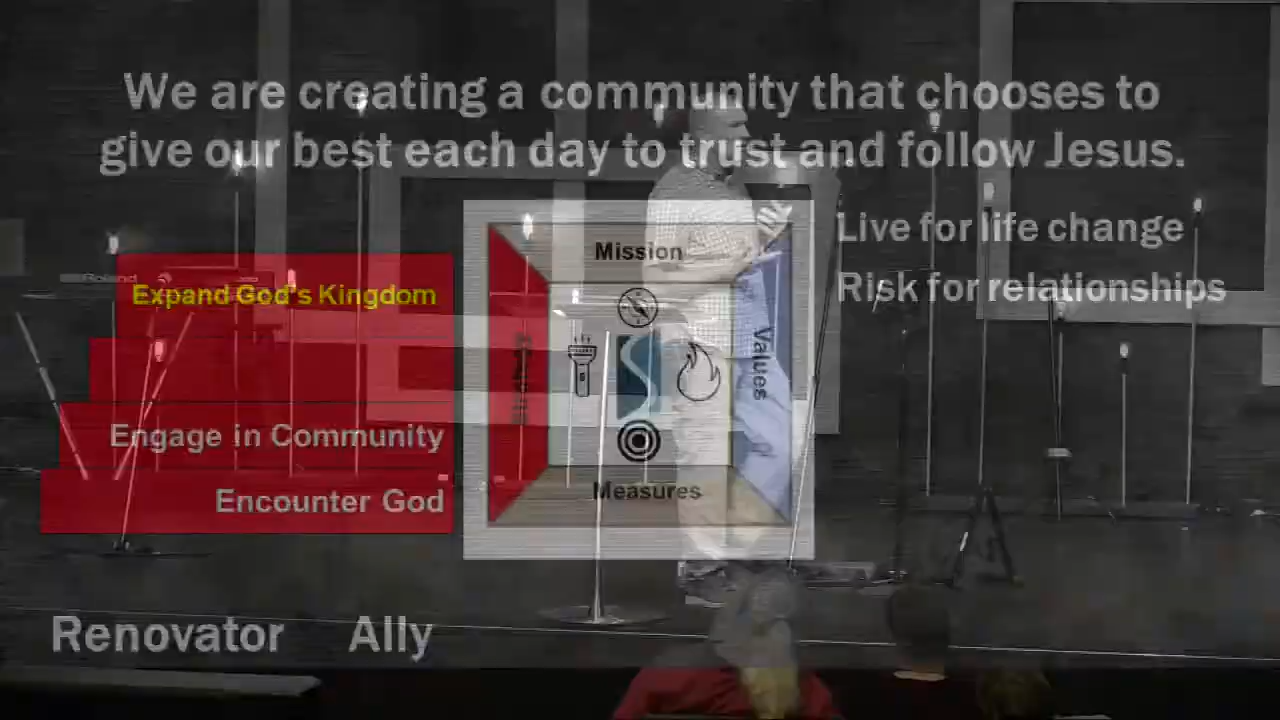 We are creating a community that chooses to
give our best each day to trust and follow Jesus.
Live for life change
Risk for relationships
Mission
Values
Measures
Roland
Expand God's Kingdom
Engage in Community
Encounter God
Renovator Ally